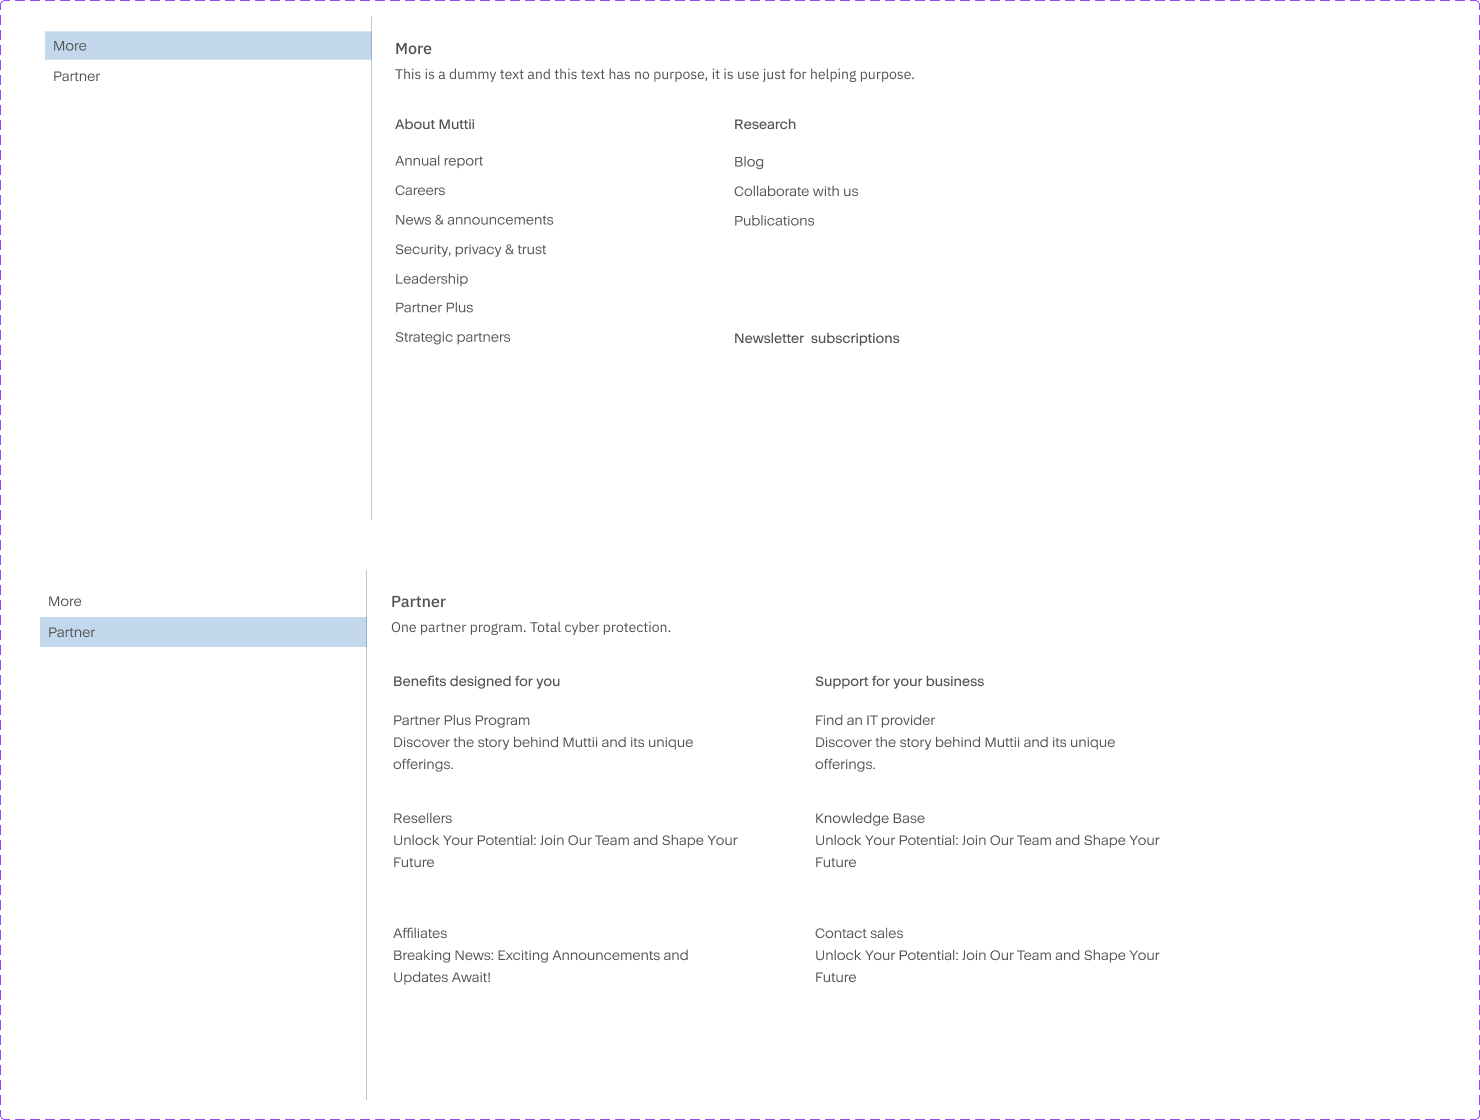 More
Partner
More
This is a dummy text and this text has no purpose, it is use just for helping purpose.
About Muttii
Annual report
Careers
News & announcements
Security, privacy & trust
Leadership
Partner Plus
Strategic partners
Research
Blog
Collaborate with us
Publications
Newsletter  subscriptions
More
Partner
Partner
One partner program. Total cyber protection.
Benefits designed for you
Partner Plus Program
Discover the story behind Muttii and its unique
offerings.
Resellers
Unlock Your Potential: Join Our Team and Shape Your
Future
Affiliates
Breaking News: Exciting Announcements and
Updates Await!
Support for your business
Find an IT provider
Discover the story behind Muttii and its unique
offerings.
Knowledge Base
Unlock Your Potential: Join Our Team and Shape Your
Future
Contact sales
Unlock Your Potential: Join Our Team and Shape Your
Future